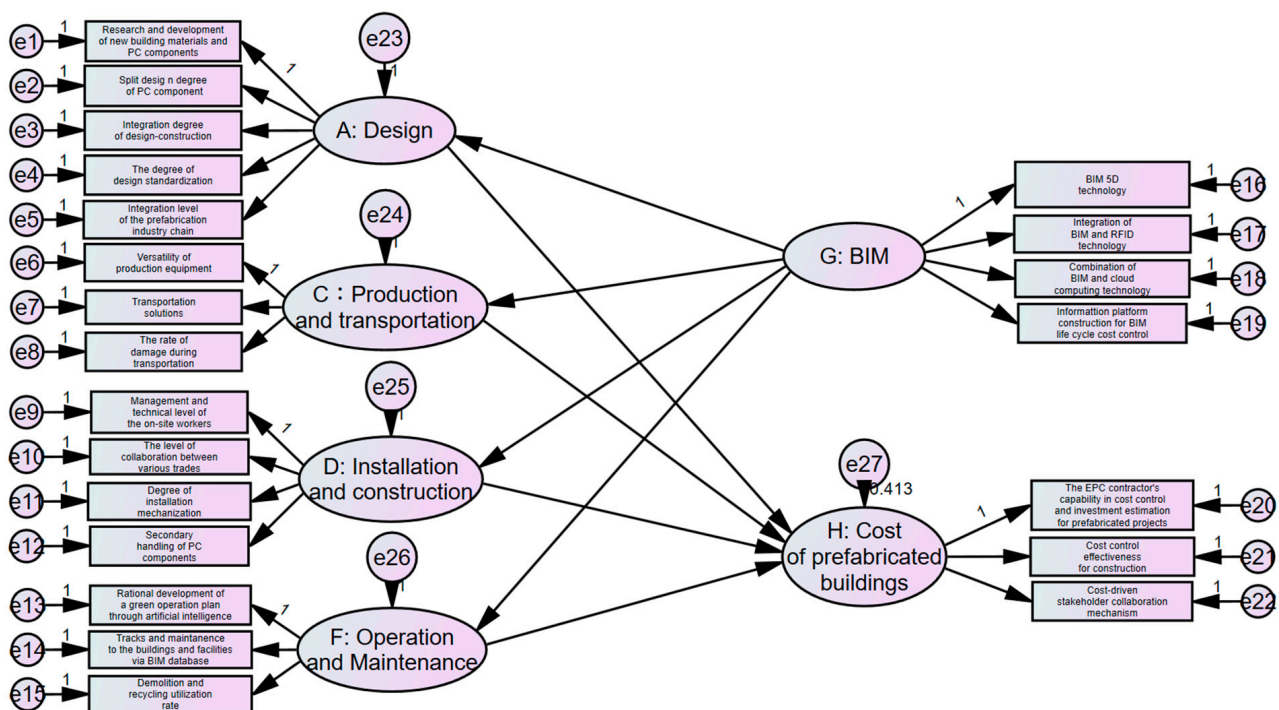 e1
1
Research and development
of new building materials and
PC components
1
e2
1
Split desig n degree
of PC component
e3
1
Integration degree
of design-construction
e4
1
The degree of
design standardization
e5
1
Integration level
of the prefabrication
industry chain
e23
1
A: Design
e6
1
Versatility of
production equipment
1
e7
1
Transportation
solutions
e8
1
The rate of
damage during
transportation
e24
1
C：Production
and transportation
e9
1
Management and
technical level of
the on-site workers
1
e10
1
The level of
collaboration between
various trades
e11
1
Degree of
installation
mechanization
e12
1
Secondary
handling of PC
components
e25
1
D: Installation
and construction
e13
1
Rational development of
a green operation plan
through artificial intelligence
1
e14
1
Tracks and maintanence
to the buildings and facilities
via BIM database
e15
1
Demolition and
recycling utilization
rate
e26
1
F: Operation
and Maintenance
G: BIM
1
BIM 5D
technology
1
e16
Integration of
BIM and RFID
technology
1
e17
Combination of
BIM and cloud
computing technology
1
e18
Informattion platform
construction for BIM
life cycle cost control
1
e19
e27
0.413
H: Cost
of prefabricated
buildings
1
The EPC contractor's
capability in cost control
and investment estimation
for prefabricated projects
1
e20
Cost control
effectiveness
for construction
1
e21
Cost-driven
stakeholder collaboration
mechanism
1
e22